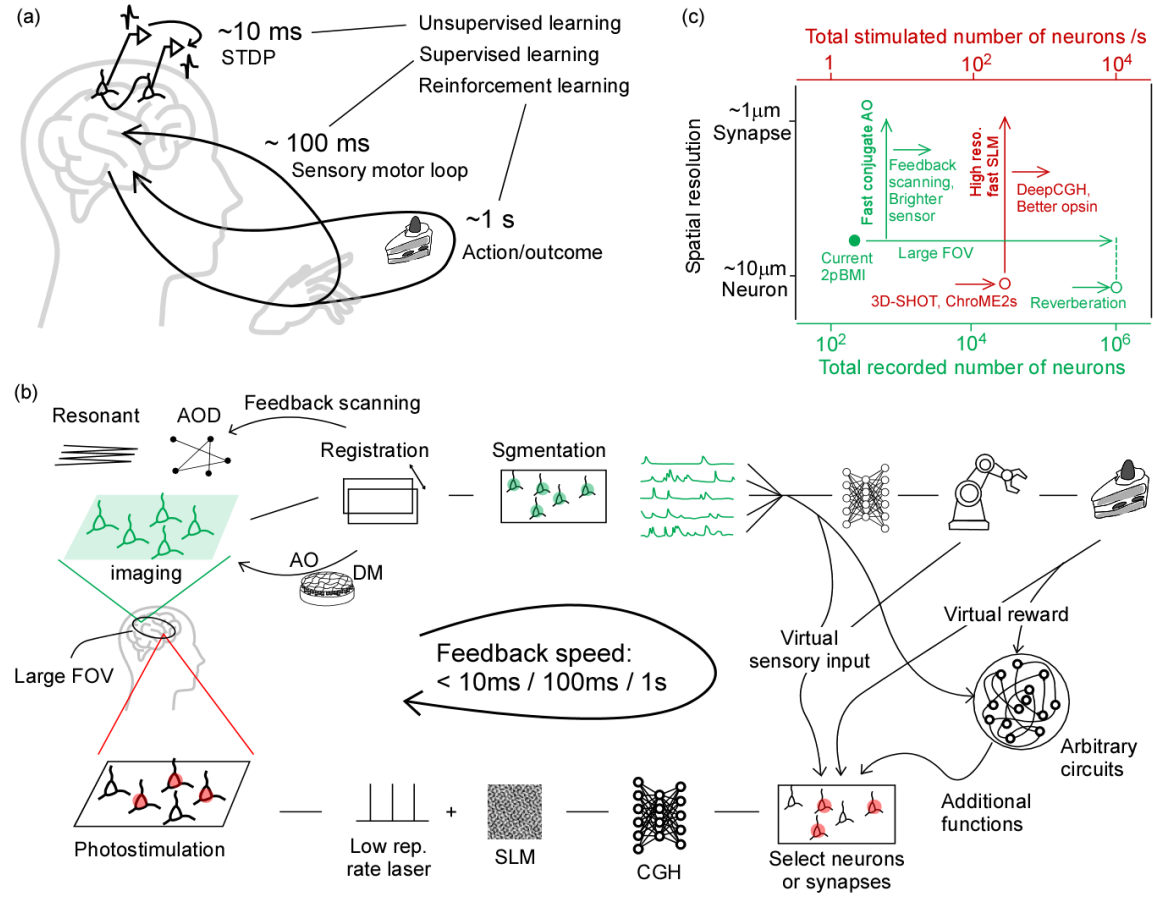 (a)
~10 ms
STDP
Unsupervised learning
Supervised learning
Reinforcement learning
~ 100 ms
Sensory motor loop
~1 s
Action/outcome
(c)
Total stimulated number of neurons /s
1
10²
10⁴
Spatial resolution
~1μm
Synapse
~10μm
Neuron
Fast conjugate AO
Feedback
scanning,
Brighter
sensor
High reso.
fast SLM
DeepCGH,
Better opsin
Current
2pBMI
Large FOV
3D-SHOT, ChroME2s
Reverberation
10²
10⁴
10⁶
Total recorded number of neurons
(b)
Resonant
AOD
Feedback scanning
Registration
Sgmentation
imaging
AO
DM
Large FOV
Feedback speed:
< 10ms / 100ms / 1s
Virtual
sensory input
Virtual reward
Arbitrary
circuits
Additional
functions
Photostimulation
Low rep.
rate laser
+
SLM
CGH
Select neurons
or synapses